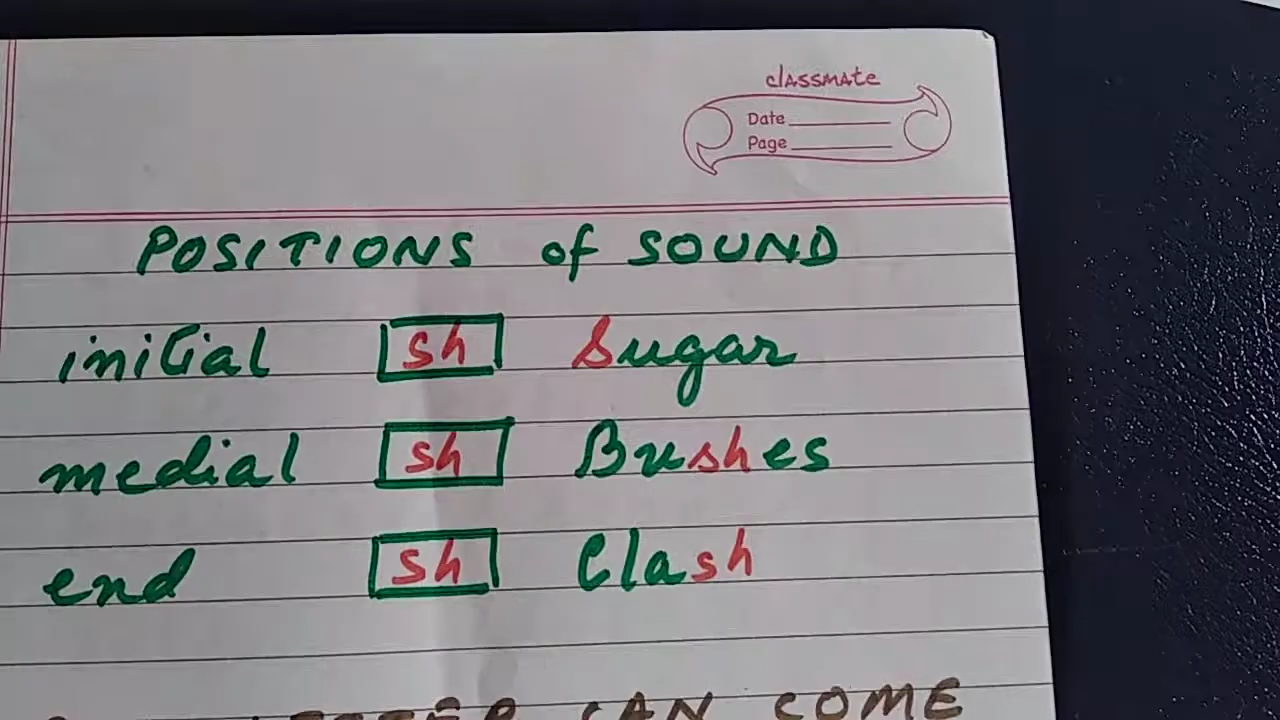 classmate
Date
Page
POSITIONS of SOUND
initial sh Sugar
medial sh Bushes
end sh Clash
CAN COME